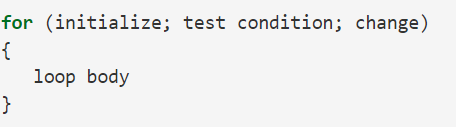 for (initialize; test condition; change)
{
loop body
}